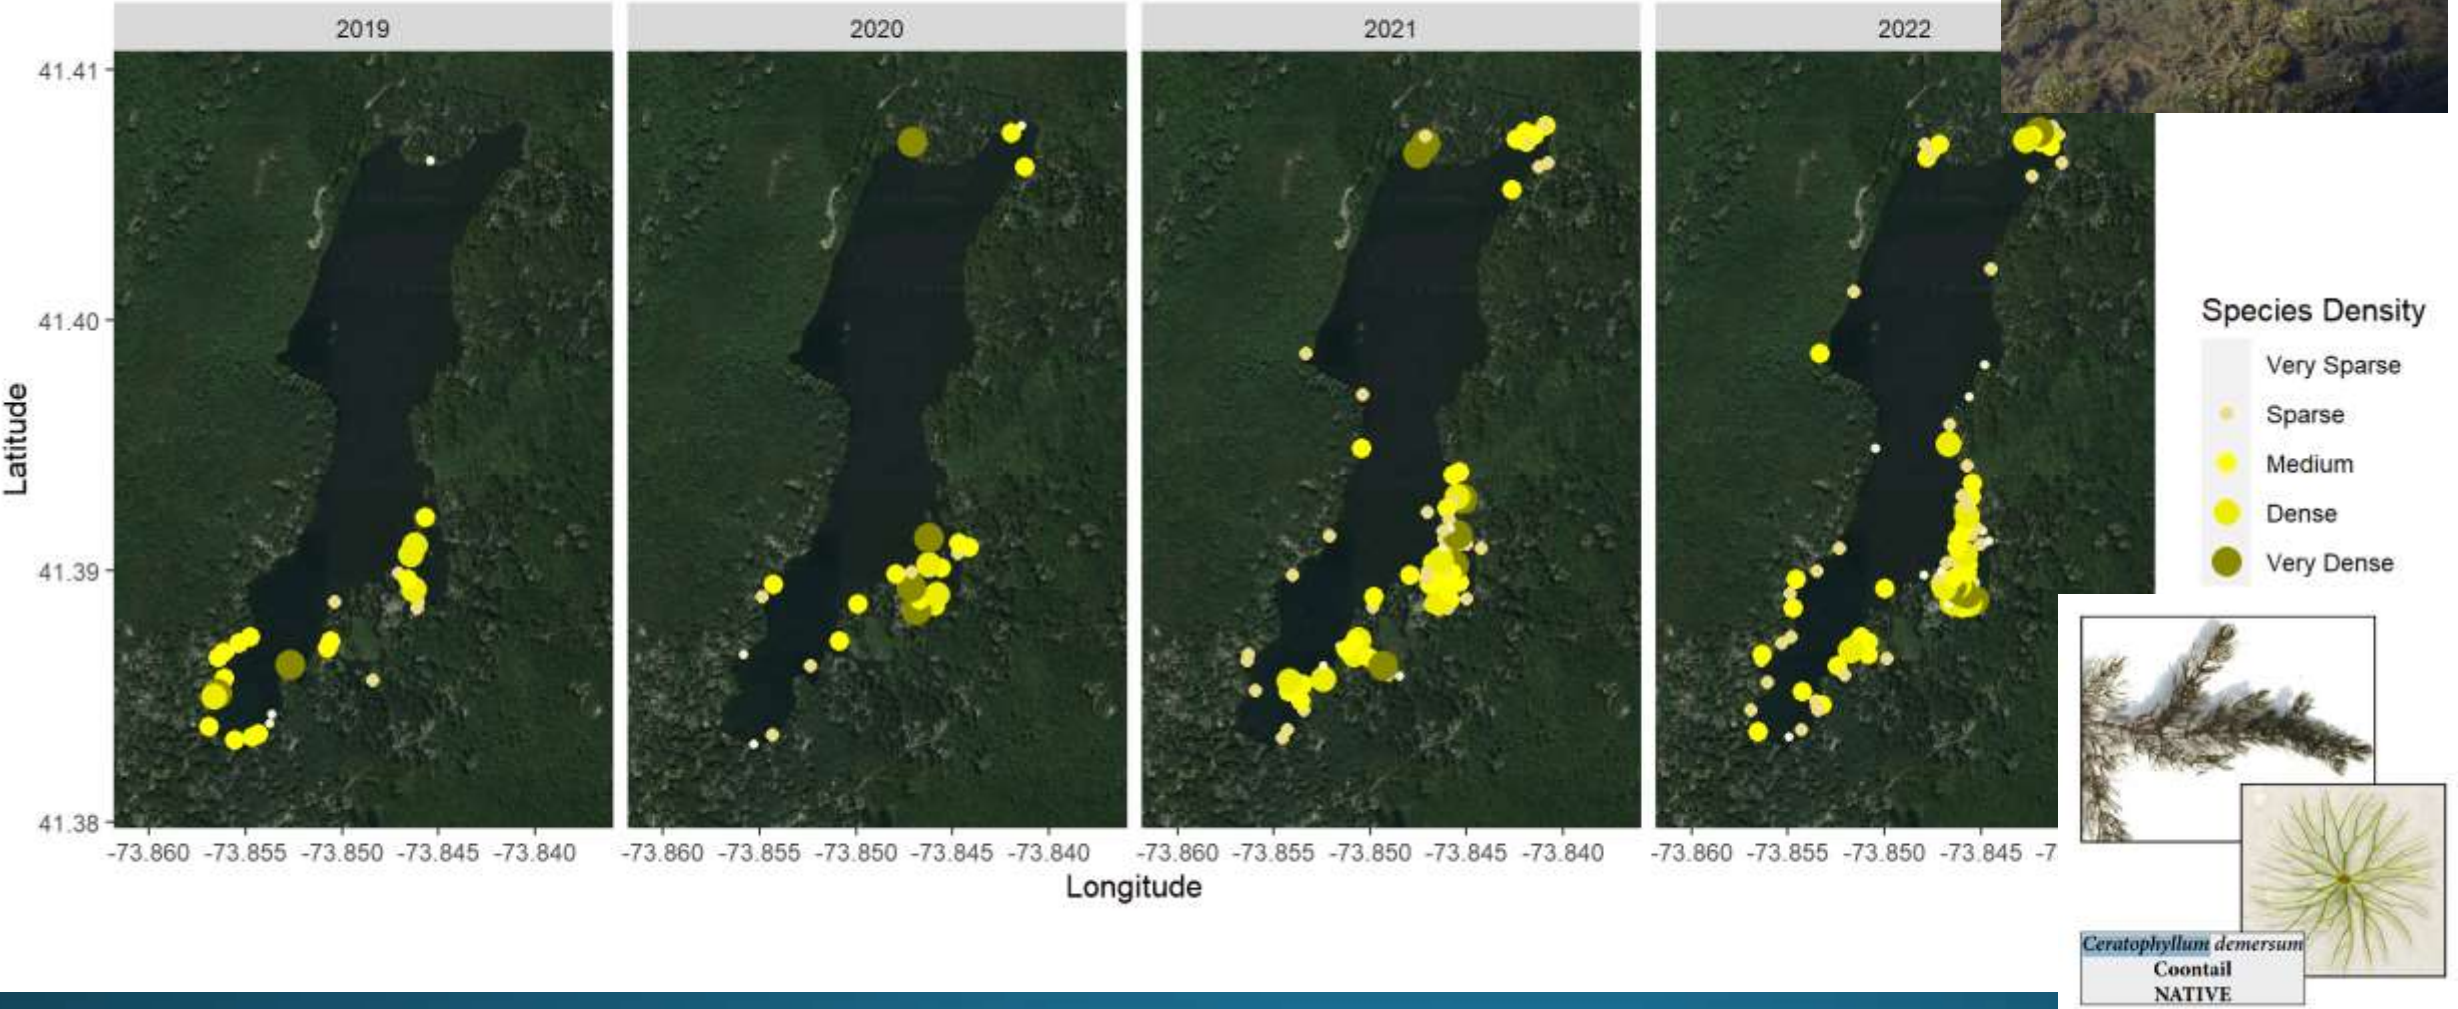 2019
2020
2021
2022
41.41
41.40
41.39
41.38
Latitude
-73.860 -73.855 -73.850 -73.845 -73.840
-73.860 -73.855 -73.850 -73.845 -73.840
-73.860 -73.855 -73.850 -73.845 -73.840
-73.860 -73.855 -73.850 -73.845 -7
Longitude
Species Density
Very Sparse
Sparse
Medium
Dense
Very Dense
Ceratophyllum demersum
Coontail
NATIVE